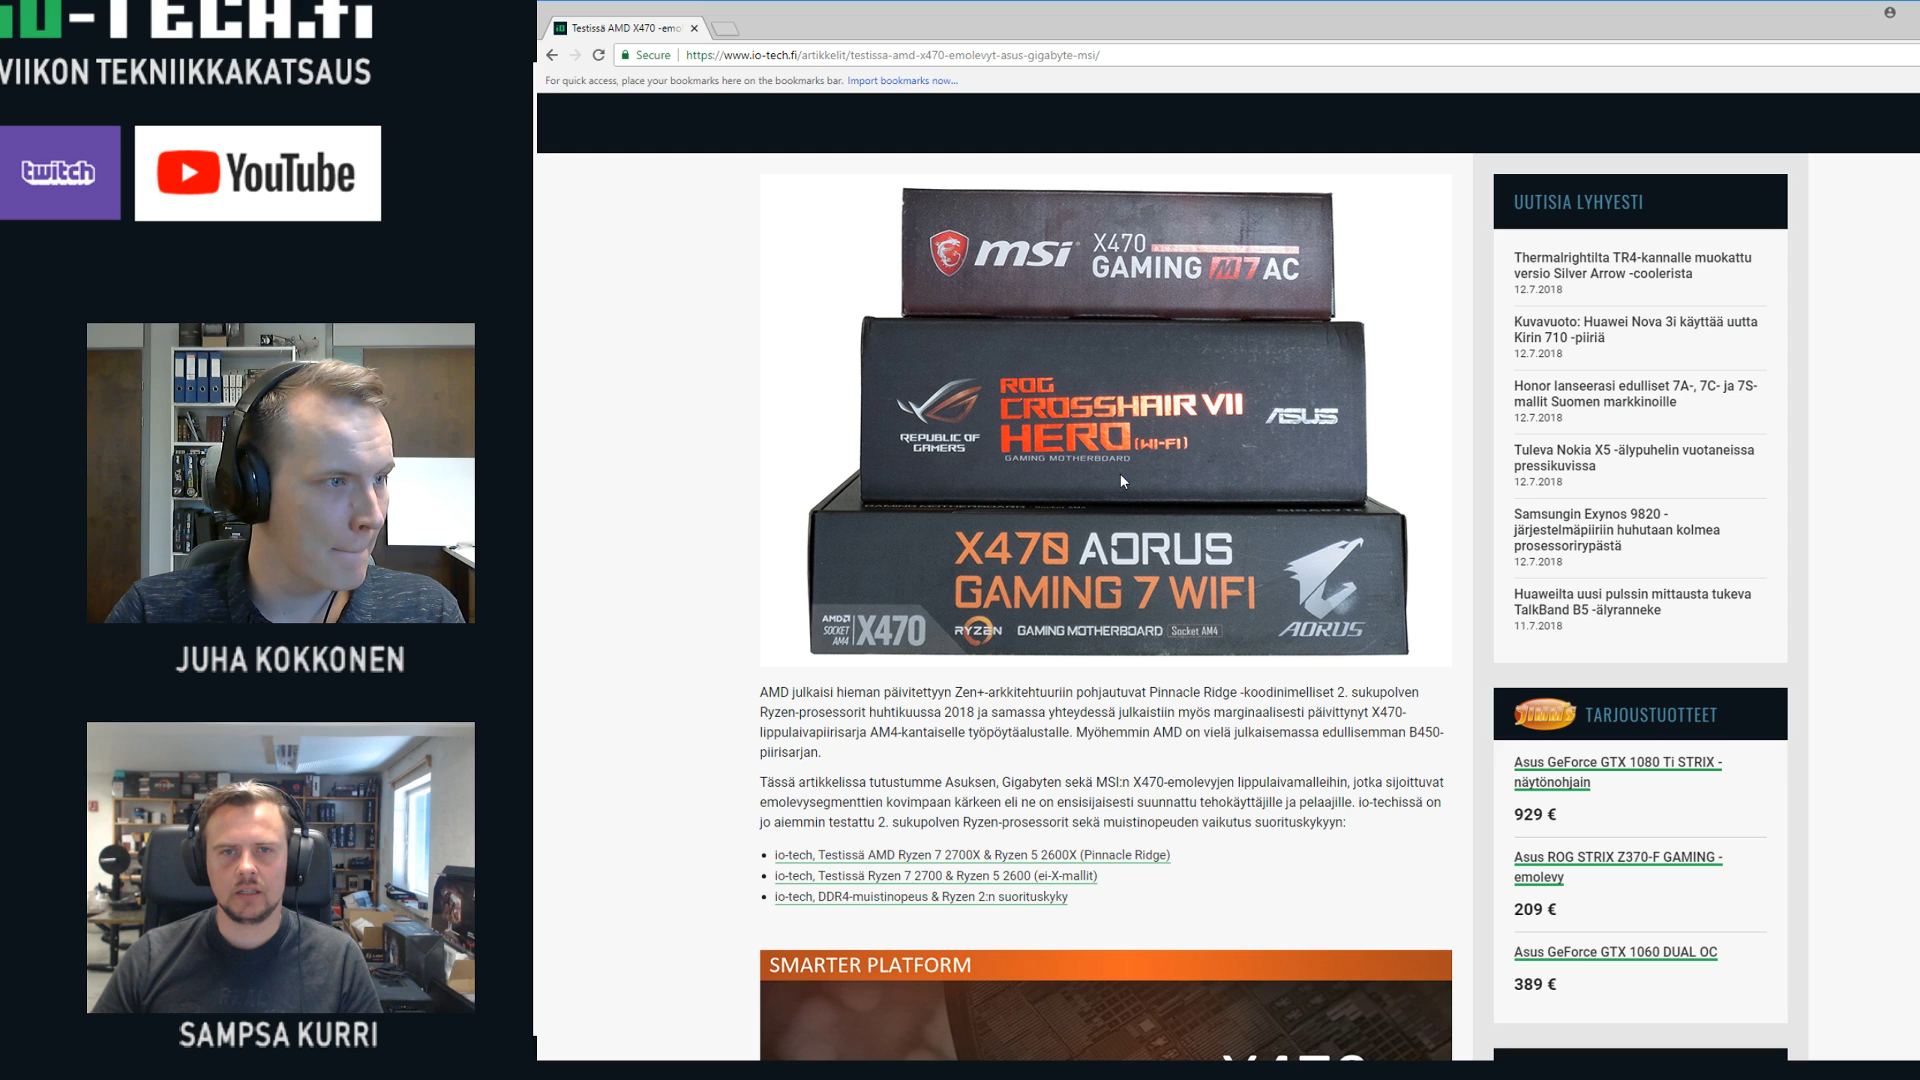 iO-TECH.fi
VIIKON TEKNIIKKAKATSAUS
twitch
YouTube
JUHA KOKKONEN
SAMPSA KURRI
Testissä AMD X470 -emo
Secure
https://www.io-tech.fi/artikkelit/testissa-amd-x470-emolevyt-asus-gigabyte-msi/
For quick access, place your bookmarks here on the bookmarks bar. Import bookmarks now...
msi X470
GAMING M7 AC
REPUBLIC OF
GAMERS
ROG
CROSSHAIR VII
HERO (WI-FI)
GAMING MOTHERBOARD
ASUS
X470 AORUS
GAMING 7 WIFI
AMD
SOCKET
AM4
X470
RYZEN
GAMING MOTHERBOARD
Socket AM4
AORUS
AMD julkaisi hieman päivitettyyn Zen+-arkkitehtuuriin pohjautuvat Pinnacle Ridge -koodinimelliset 2. sukupolven
Ryzen-prosessorit huhtikuussa 2018 ja samassa yhteydessä julkaistiin myös marginaalisesti päivittynyt X470-
lippulaivapiirisarja AM4-kantaiselle työpöytäalustalle. Myöhemmin AMD on vielä julkaisemassa edullisemman B450-
piirisarjan.
Tässä artikkelissa tutustumme Asuksen, Gigabyten sekä MSI:n X470-emolevyjen lippulaivamalleihin, jotka sijoittuvat
emolevysegmenttien kovimpaan kärkeen eli ne on ensisijaisesti suunnattu tehokäyttäjille ja pelaajille. io-techissä on
jo aiemmin testattu 2. sukupolven Ryzen-prosessorit sekä muistinopeuden vaikutus suorituskykyyn:
• io-tech, Testissä AMD Ryzen 7 2700X & Ryzen 5 2600X (Pinnacle Ridge)
• io-tech, Testissä Ryzen 7 2700 & Ryzen 5 2600 (ei-X-mallit)
• io-tech, DDR4-muistinopeus & Ryzen 2:n suorituskyky
SMARTER PLATFORM
X470
UUTISIA LYHYESTI
Thermalrightilta TR4-kannalle muokattu
versio Silver Arrow -coolerista
12.7.2018
Kuvavuoto: Huawei Nova 3i käyttää uutta
Kirin 710 -piiriä
12.7.2018
Honor lanseerasi edulliset 7A-, 7C- ja 7S-
mallit Suomen markkinoille
12.7.2018
Tuleva Nokia X5 -älypuhelin vuotaneissa
pressikuvissa
12.7.2018
Samsungin Exynos 9820 -
järjestelmäpiiriin huhutaan kolmea
prosessorirypästä
12.7.2018
Huaweilta uusi pulssin mittausta tukeva
TalkBand B5 -älyranneke
11.7.2018
JIMMS TARJOUSTUOTTEET
Asus GeForce GTX 1080 Ti STRIX -
näytönohjain
929 €
Asus ROG STRIX Z370-F GAMING -
emolevy
209 €
Asus GeForce GTX 1060 DUAL OC
389 €